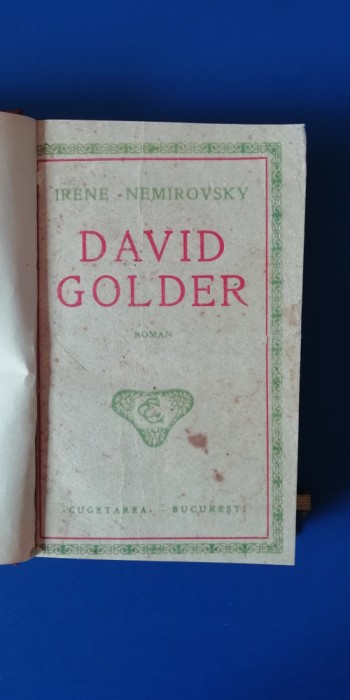 IRENE NEMIROVSKY
DAVID
GOLDER
ROMAN
"CUGETAREA" BUCUREȘTI